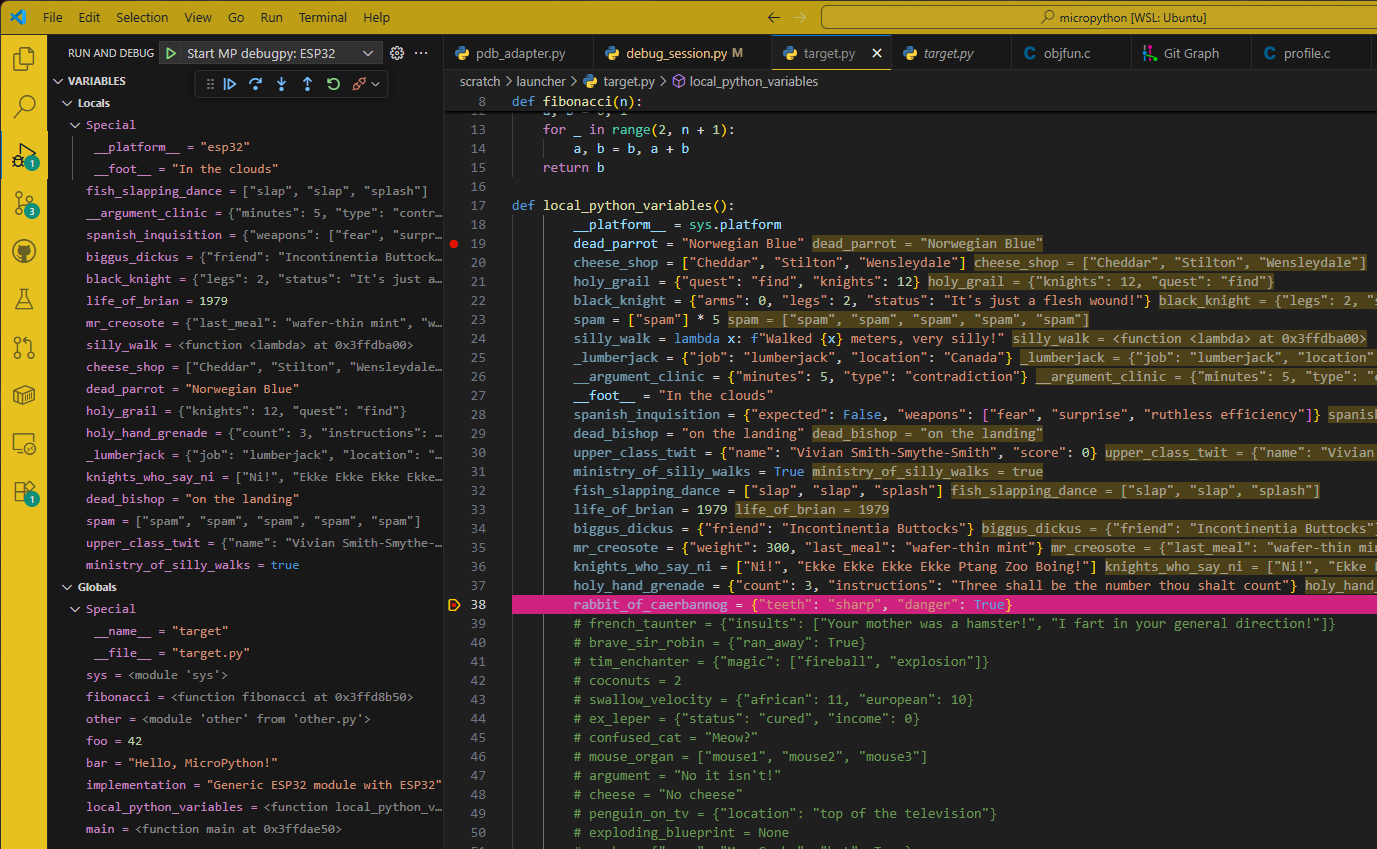 File Edit Selection View Go Run Terminal Help
micropython [WSL: Ubuntu]
RUN AND DEBUG Start MP debugpy: ESP32
VARIABLES
Locals
Special
__platform__ = "esp32"
__foot__ = "In the clouds"
fish_slapping_dance = ["slap", "slap", "splash"]
__argument_clinic = {"minutes": 5, "type": "contr…
spanish_inquisition = {"weapons": ["fear", "surpr…
biggus_dickus = {"friend": "Incontinentia Buttock…
black_knight = {"legs": 2, "status": "It's just a…
life_of_brian = 1979
mr_creosote = {"last_meal": "wafer-thin mint", "w…
silly_walk = <function <lambda> at 0x3ffdba00>
cheese_shop = ["Cheddar", "Stilton", "Wensleydale…
dead_parrot = "Norwegian Blue"
holy_grail = {"knights": 12, "quest": "find"}
holy_hand_grenade = {"count": 3, "instructions": …
_lumberjack = {"job": "lumberjack", "location": "…
knights_who_say_ni = ["Ni!", "Ekke Ekke Ekke Ekke…
dead_bishop = "on the landing"
spam = ["spam", "spam", "spam", "spam", "spam"]
upper_class_twit = {"name": "Vivian Smith-Smythe-…
ministry_of_silly_walks = true
Globals
Special
__name__ = "target"
__file__ = "target.py"
sys = <module 'sys'>
fibonacci = <function fibonacci at 0x3ffd8b50>
other = <module 'other' from 'other.py'>
foo = 42
bar = "Hello, MicroPython!"
implementation = "Generic ESP32 module with ESP32"
local_python_variables = <function local_python_v…
main = <function main at 0x3ffdae50>
1
3
1
pdb_adapter.py debug_session.py M target.py target.py objfun.c Git Graph profile.c
scratch > launcher > target.py > local_python_variables
8 def fibonacci(n):
13 for _ in range(2, n + 1):
14 a, b = b, a + b
15 return b
16
17 def local_python_variables():
18 __platform__ = sys.platform
19 dead_parrot = "Norwegian Blue" dead_parrot = "Norwegian Blue"
20 cheese_shop = ["Cheddar", "Stilton", "Wensleydale"] cheese_shop = ["Cheddar", "Stilton", "Wensleydale"]
21 holy_grail = {"quest": "find", "knights": 12} holy_grail = {"knights": 12, "quest": "find"}
22 black_knight = {"arms": 0, "legs": 2, "status": "It's just a flesh wound!"} black_knight = {"legs": 2, "s
23 spam = ["spam"] * 5 spam = ["spam", "spam", "spam", "spam", "spam"]
24 silly_walk = lambda x: f"Walked {x} meters, very silly!" silly_walk = <function <lambda> at 0x3ffdba00>
25 _lumberjack = {"job": "lumberjack", "location": "Canada"} _lumberjack = {"job": "lumberjack", "location"
26 __argument_clinic = {"minutes": 5, "type": "contradiction"} __argument_clinic = {"minutes": 5, "type": "c
27 __foot__ = "In the clouds"
28 spanish_inquisition = {"expected": False, "weapons": ["fear", "surprise", "ruthless efficiency"]} spanis
29 dead_bishop = "on the landing" dead_bishop = "on the landing"
30 upper_class_twit = {"name": "Vivian Smith-Smythe-Smith", "score": 0} upper_class_twit = {"name": "Vivian
31 ministry_of_silly_walks = True ministry_of_silly_walks = true
32 fish_slapping_dance = ["slap", "slap", "splash"] fish_slapping_dance = ["slap", "slap", "splash"]
33 life_of_brian = 1979 life_of_brian = 1979
34 biggus_dickus = {"friend": "Incontinentia Buttocks"} biggus_dickus = {"friend": "Incontinentia Buttocks"
35 mr_creosote = {"weight": 300, "last_meal": "wafer-thin mint"} mr_creosote = {"last_meal": "wafer-thin min
36 knights_who_say_ni = ["Ni!", "Ekke Ekke Ekke Ekke Ptang Zoo Boing!"] knights_who_say_ni = ["Ni!", "Ekke E
37 holy_hand_grenade = {"count": 3, "instructions": "Three shall be the number thou shalt count"} holy_hand_
38 rabbit_of_caerbannog = {"teeth": "sharp", "danger": True}
39 # french_taunter = {"insults": ["Your mother was a hamster!", "I fart in your general direction!"]}
40 # brave_sir_robin = {"ran_away": True}
41 # tim_enchanter = {"magic": ["fireball", "explosion"]}
42 # coconuts = 2
43 # swallow_velocity = {"african": 11, "european": 10}
44 # ex_leper = {"status": "cured", "income": 0}
45 # confused_cat = "Meow?"
46 # mouse_organ = ["mouse1", "mouse2", "mouse3"]
47 # argument = "No it isn't!"
48 # cheese = "No cheese"
49 # penguin_on_tv = {"location": "top of the television"}
50 # exploding_blueprint = None